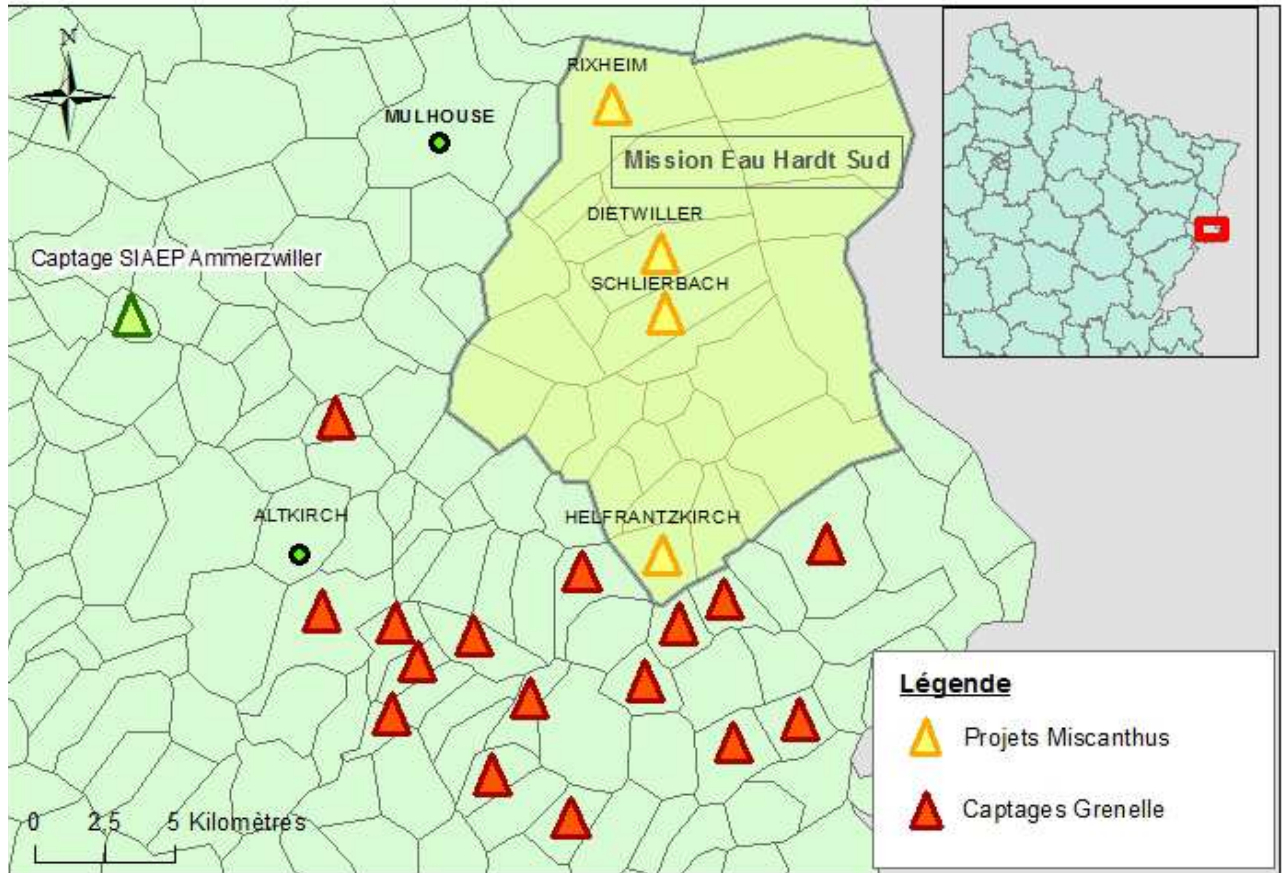 N
RIXHEIM
MULHOUSE
Mission Eau Hardt Sud
DIETWILLER
Captage SIAEP Ammerzwiller
SCHLIERBACH
ALTKIRCH
HELFRANTZKIRCH
Légende
Projets Miscanthus
Captages Grenelle
0 2,5 5 Kilomètres